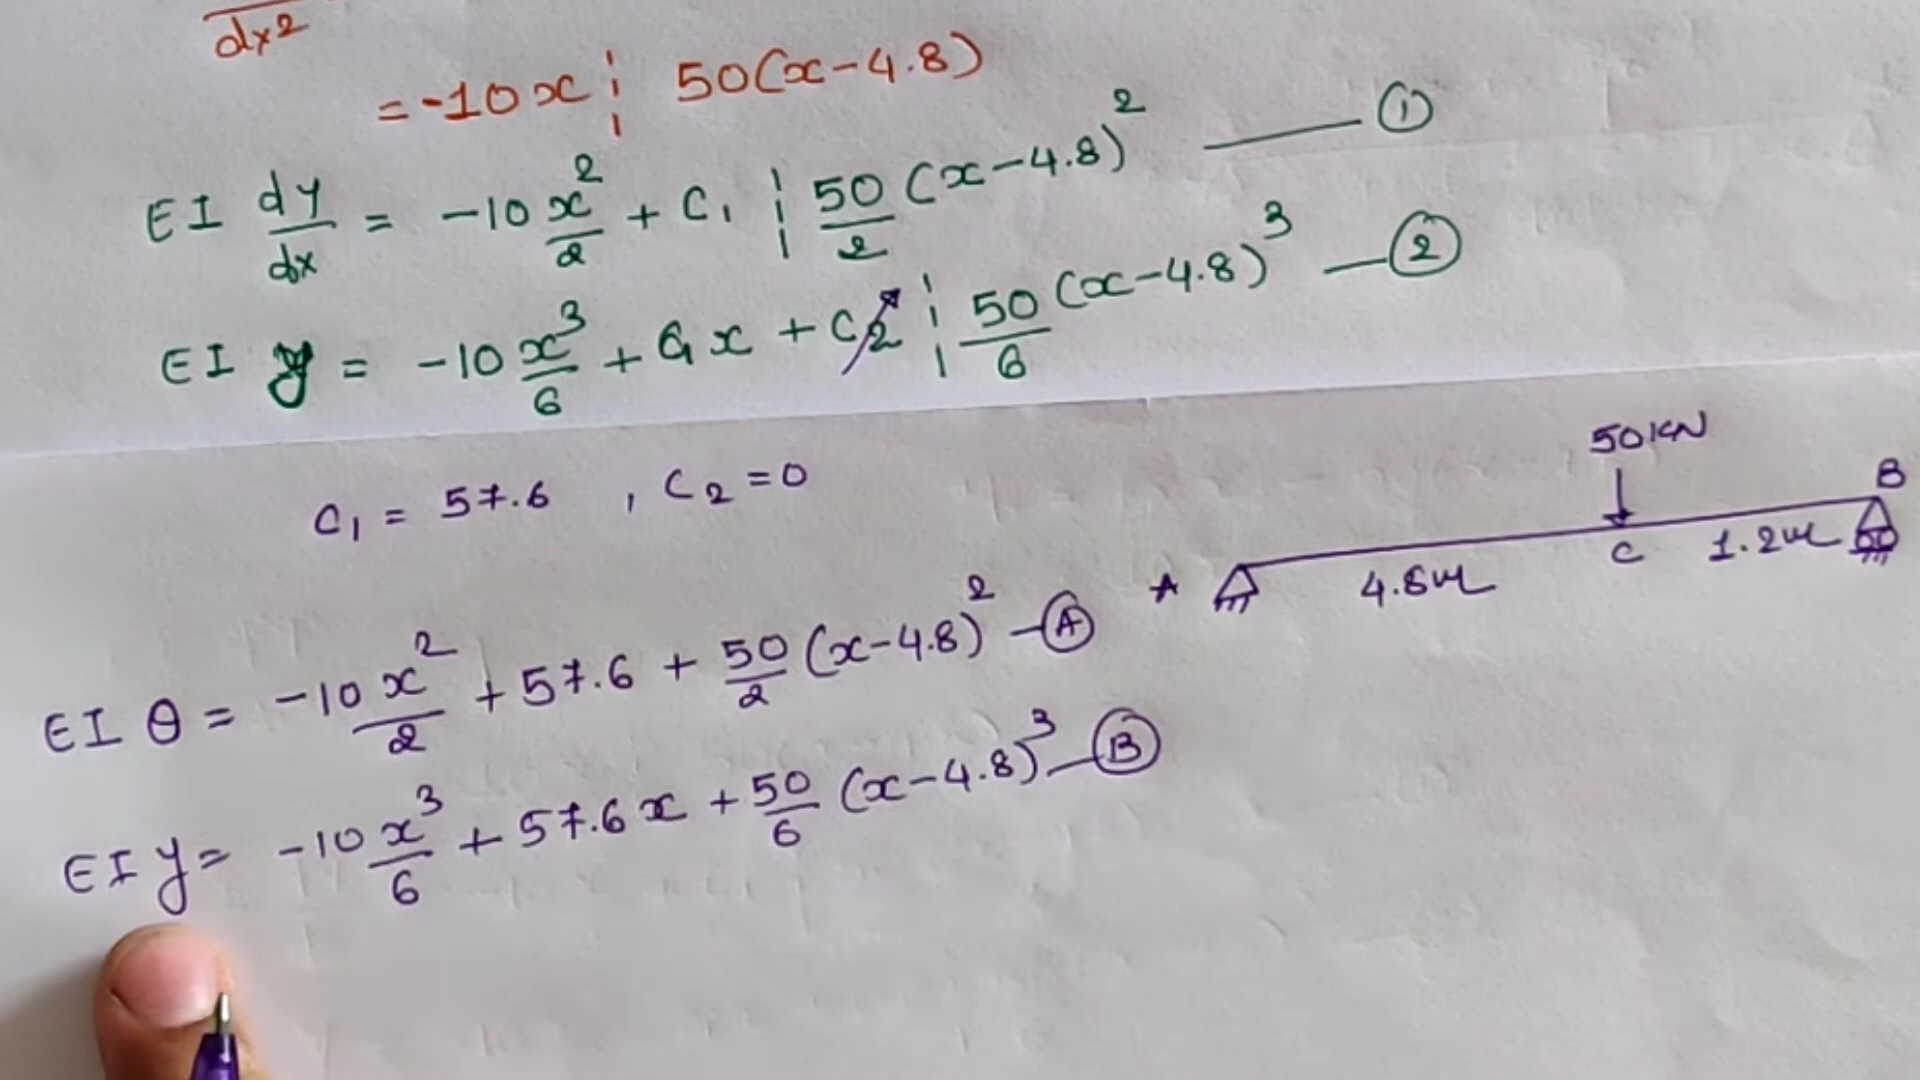 dx2
= -10x ¦ 50(x-4.8)
EI dy/dx = -10 x²/2 + C₁ ¦ 50/2 (x-4.8)² — ①
EI y = -10 x³/6 + C₁x + C₂ ¦ 50/6 (x-4.8)³ — ②
C₁ = 57.6 , C₂ = 0
50KN
A B
4.8m C 1.2m
EI θ = -10 x²/2 + 57.6 + 50/2 (x-4.8)² — Ⓐ
EI y = -10 x³/6 + 57.6x + 50/6 (x-4.8)³ — Ⓑ